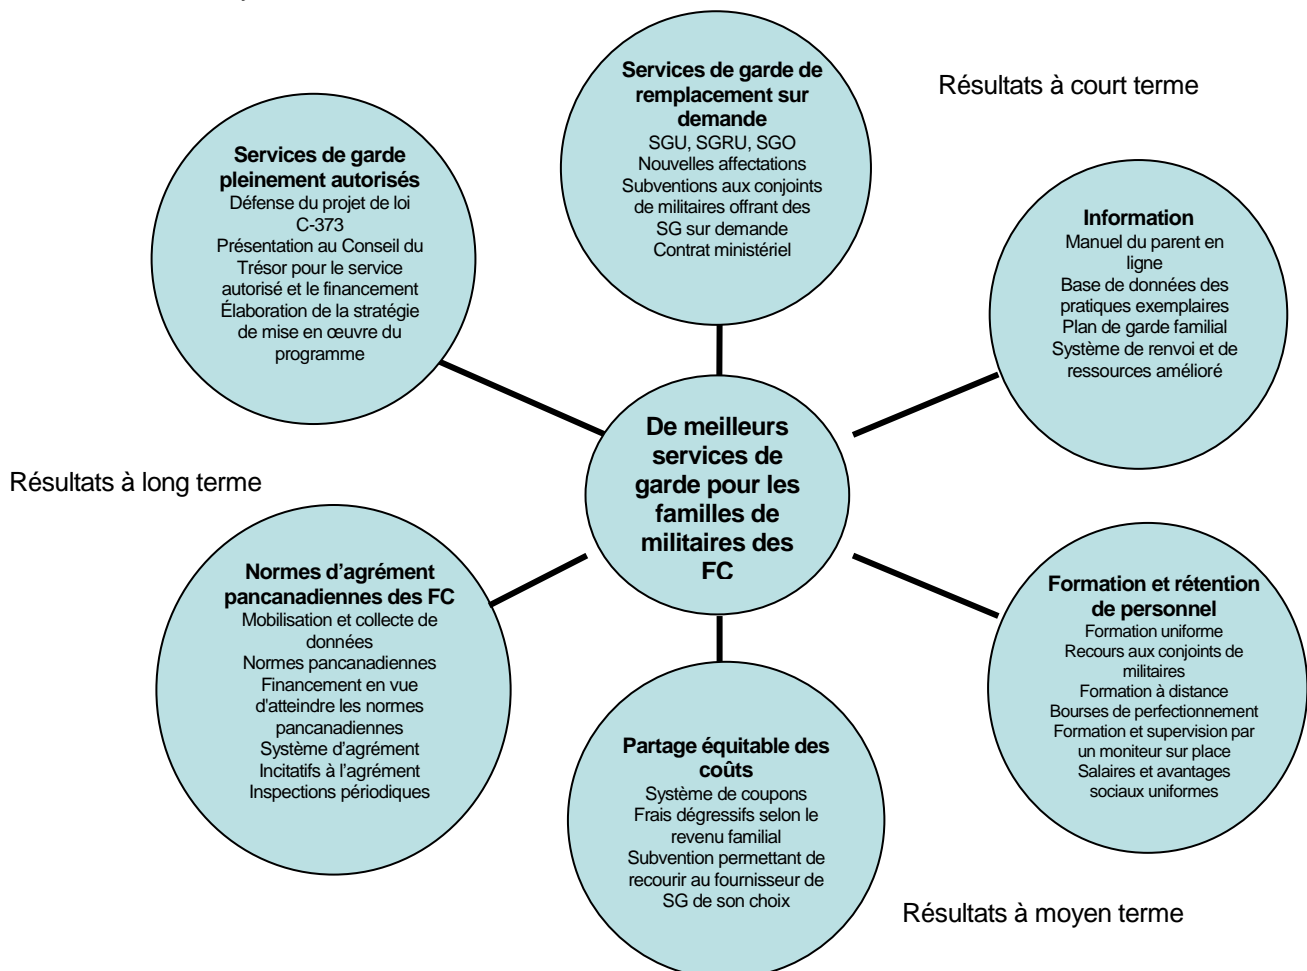 Services de garde de
remplacement sur
demande
SGU, SGRU, SGO
Nouvelles affectations
Subventions aux conjoints
de militaires offrant des
SG sur demande
Contrat ministériel
Résultats à court terme
Services de garde
pleinement autorisés
Défense du projet de loi
C-373
Présentation au Conseil du
Trésor pour le service
autorisé et le financement
Élaboration de la stratégie
de mise en œuvre du
programme
Information
Manuel du parent en
ligne
Base de données des
pratiques exemplaires
Plan de garde familial
Système de renvoi et de
ressources amélioré
De meilleurs
services de
garde pour les
familles de
militaires des
FC
Résultats à long terme
Normes d'agrément
pancanadiennes des FC
Mobilisation et collecte de
données
Normes pancanadiennes
Financement en vue
d'atteindre les normes
pancanadiennes
Système d'agrément
Incitatifs à l'agrément
Inspections périodiques
Formation et rétention
de personnel
Formation uniforme
Recours aux conjoints de
militaires
Formation à distance
Bourses de perfectionnement
Formation et supervision par
un moniteur sur place
Salaires et avantages
sociaux uniformes
Partage équitable des
coûts
Système de coupons
Frais dégressifs selon le
revenu familial
Subvention permettant de
recourir au fournisseur de
SG de son choix
Résultats à moyen terme